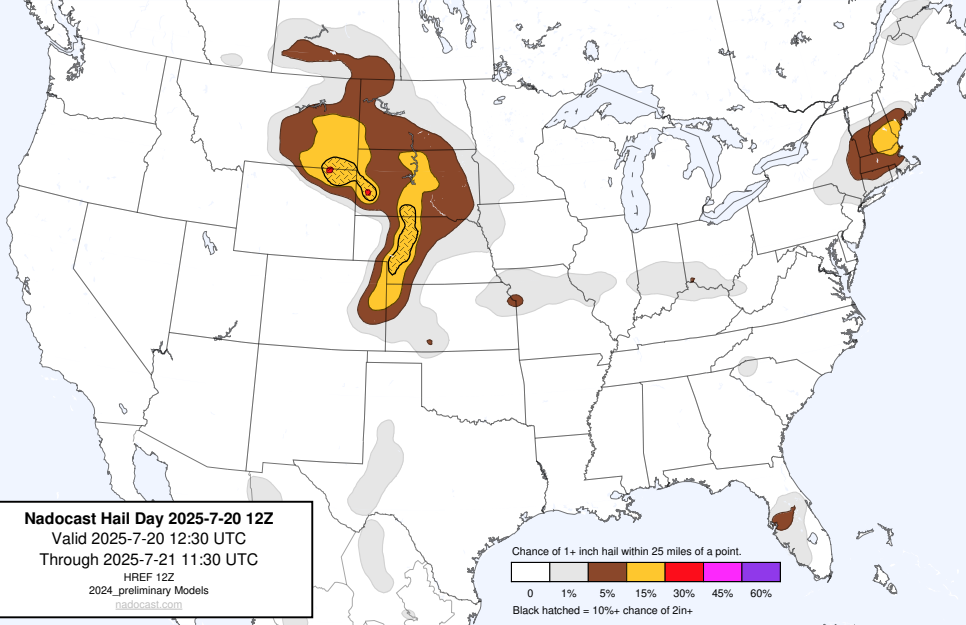 Nadocast Hail Day 2025-7-20 12Z
Valid 2025-7-20 12:30 UTC
Through 2025-7-21 11:30 UTC
HREF 12Z
2024_preliminary Models
nadocast.com
Chance of 1+ inch hail within 25 miles of a point.
0 1% 5% 15% 30% 45% 60%
Black hatched = 10%+ chance of 2in+